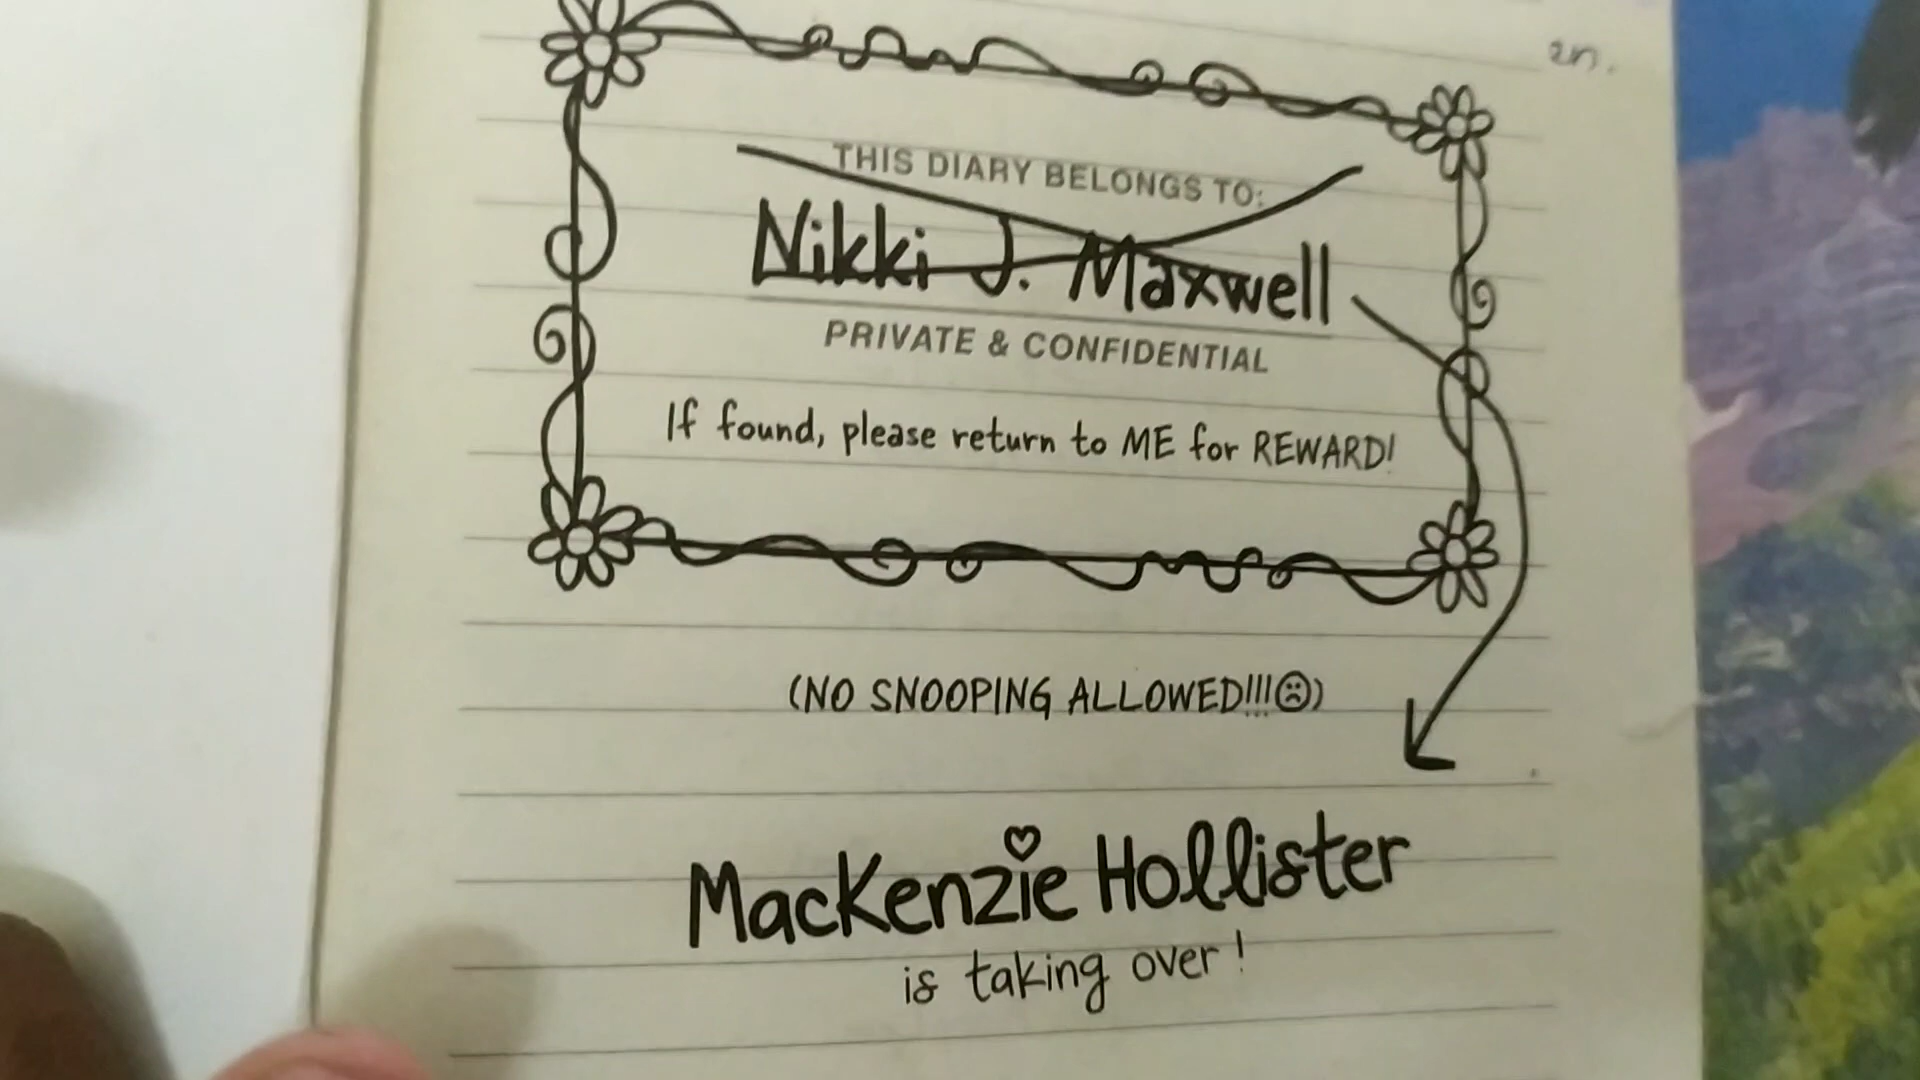 THIS DIARY BELONGS TO:
Nikki J. Maxwell
PRIVATE & CONFIDENTIAL
If found, please return to ME for REWARD!
(NO SNOOPING ALLOWED!!!☹)
MacKenzie Hollister
is taking over!